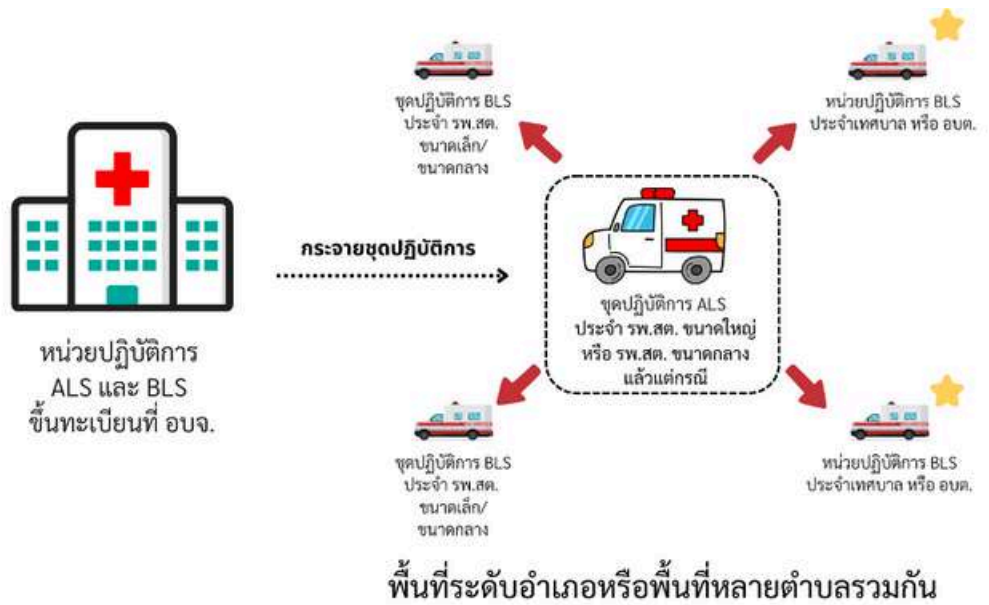 หน่วยปฏิบัติการ
ALS และ BLS
ขึ้นทะเบียนที่ อบจ.
กระจายชุดปฏิบัติการ
ชุดปฏิบัติการ BLS
ประจำ รพ.สต.
ขนาดเล็ก/
ขนาดกลาง
หน่วยปฏิบัติการ BLS
ประจำเทศบาล หรือ อบต.
ชุดปฏิบัติการ ALS
ประจำ รพ.สต. ขนาดใหญ่
หรือ รพ.สต. ขนาดกลาง
แล้วแต่กรณี
ชุดปฏิบัติการ BLS
ประจำ รพ.สต.
ขนาดเล็ก/
ขนาดกลาง
หน่วยปฏิบัติการ BLS
ประจำเทศบาล หรือ อบต.
พื้นที่ระดับอำเภอหรือพื้นที่หลายตำบลรวมกัน